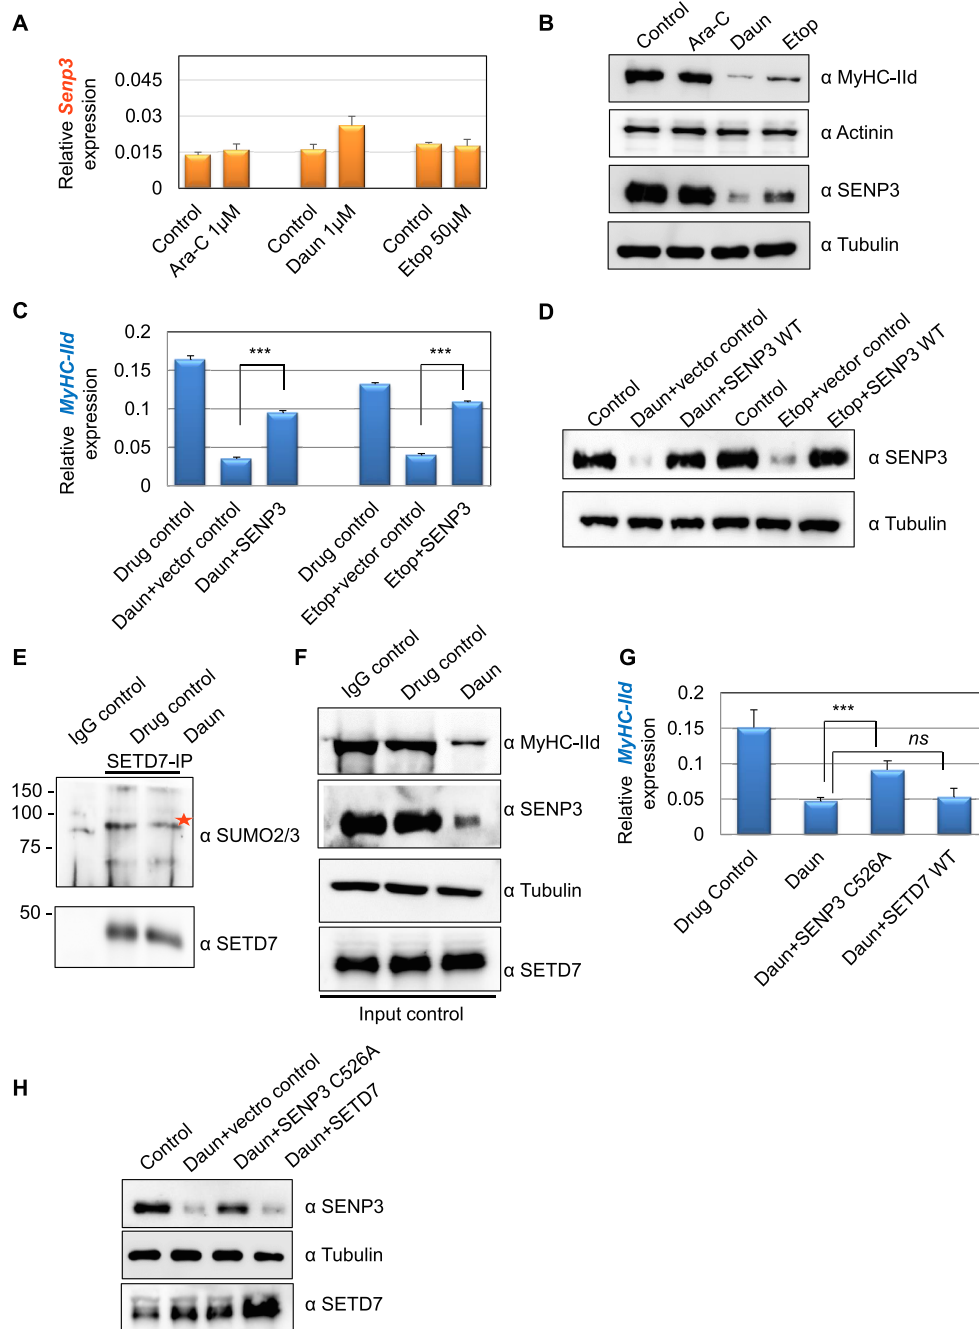 A
Relative Senp3
expression
0.045
0.03
0.015
0
Control
Ara-C 1µM
Control
Daun 1µM
Control
Etop 50µM
B
Control
Ara-C
Daun
Etop
α MyHC-IId
α Actinin
α SENP3
α Tubulin
C
Relative MyHC-IId
expression
0.2
0.15
0.1
0.05
0
***
***
Drug control
Daun+vector control
Daun+SENP3
Drug control
Etop+vector control
Etop+SENP3
D
Control
Daun+vector control
Daun+SENP3 WT
Control
Etop+vector control
Etop+SENP3 WT
α SENP3
α Tubulin
E
IgG control
Drug control
Daun
SETD7-IP
150 -
100 -
75 -
α SUMO2/3
50 -
α SETD7
F
IgG control
Drug control
Daun
α MyHC-IId
α SENP3
α Tubulin
α SETD7
Input control
G
Relative MyHC-IId
expression
0.2
0.15
0.1
0.05
0
***
ns
Drug Control
Daun
Daun+SENP3 C526A
Daun+SETD7 WT
H
Control
Daun+vectro control
Daun+SENP3 C526A
Daun+SETD7
α SENP3
α Tubulin
α SETD7